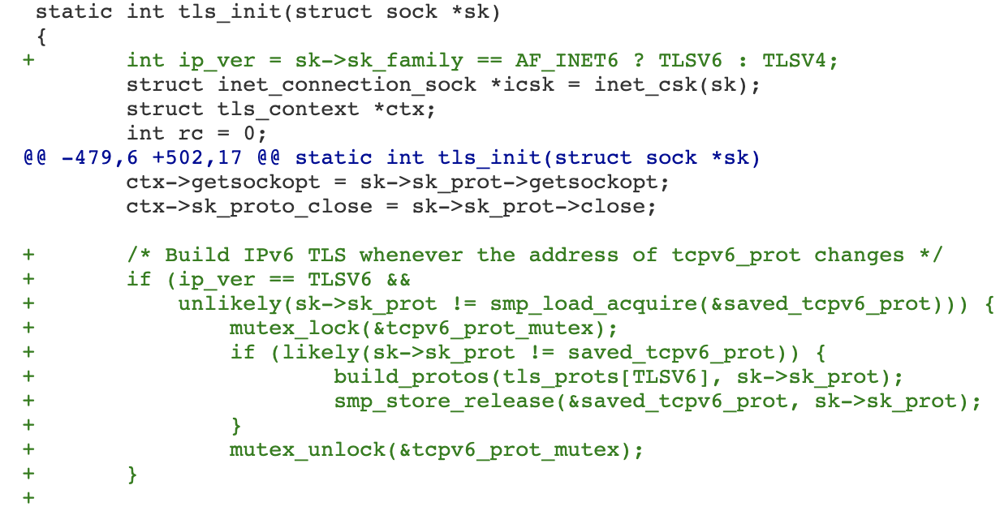 static int tls_init(struct sock *sk)
 {
+       int ip_ver = sk->sk_family == AF_INET6 ? TLSV6 : TLSV4;
        struct inet_connection_sock *icsk = inet_csk(sk);
        struct tls_context *ctx;
        int rc = 0;
@@ -479,6 +502,17 @@ static int tls_init(struct sock *sk)
        ctx->getsockopt = sk->sk_prot->getsockopt;
        ctx->sk_proto_close = sk->sk_prot->close;

+       /* Build IPv6 TLS whenever the address of tcpv6_prot changes */
+       if (ip_ver == TLSV6 &&
+           unlikely(sk->sk_prot != smp_load_acquire(&saved_tcpv6_prot))) {
+               mutex_lock(&tcpv6_prot_mutex);
+               if (likely(sk->sk_prot != saved_tcpv6_prot)) {
+                       build_protos(tls_prots[TLSV6], sk->sk_prot);
+                       smp_store_release(&saved_tcpv6_prot, sk->sk_prot);
+               }
+               mutex_unlock(&tcpv6_prot_mutex);
+       }
+